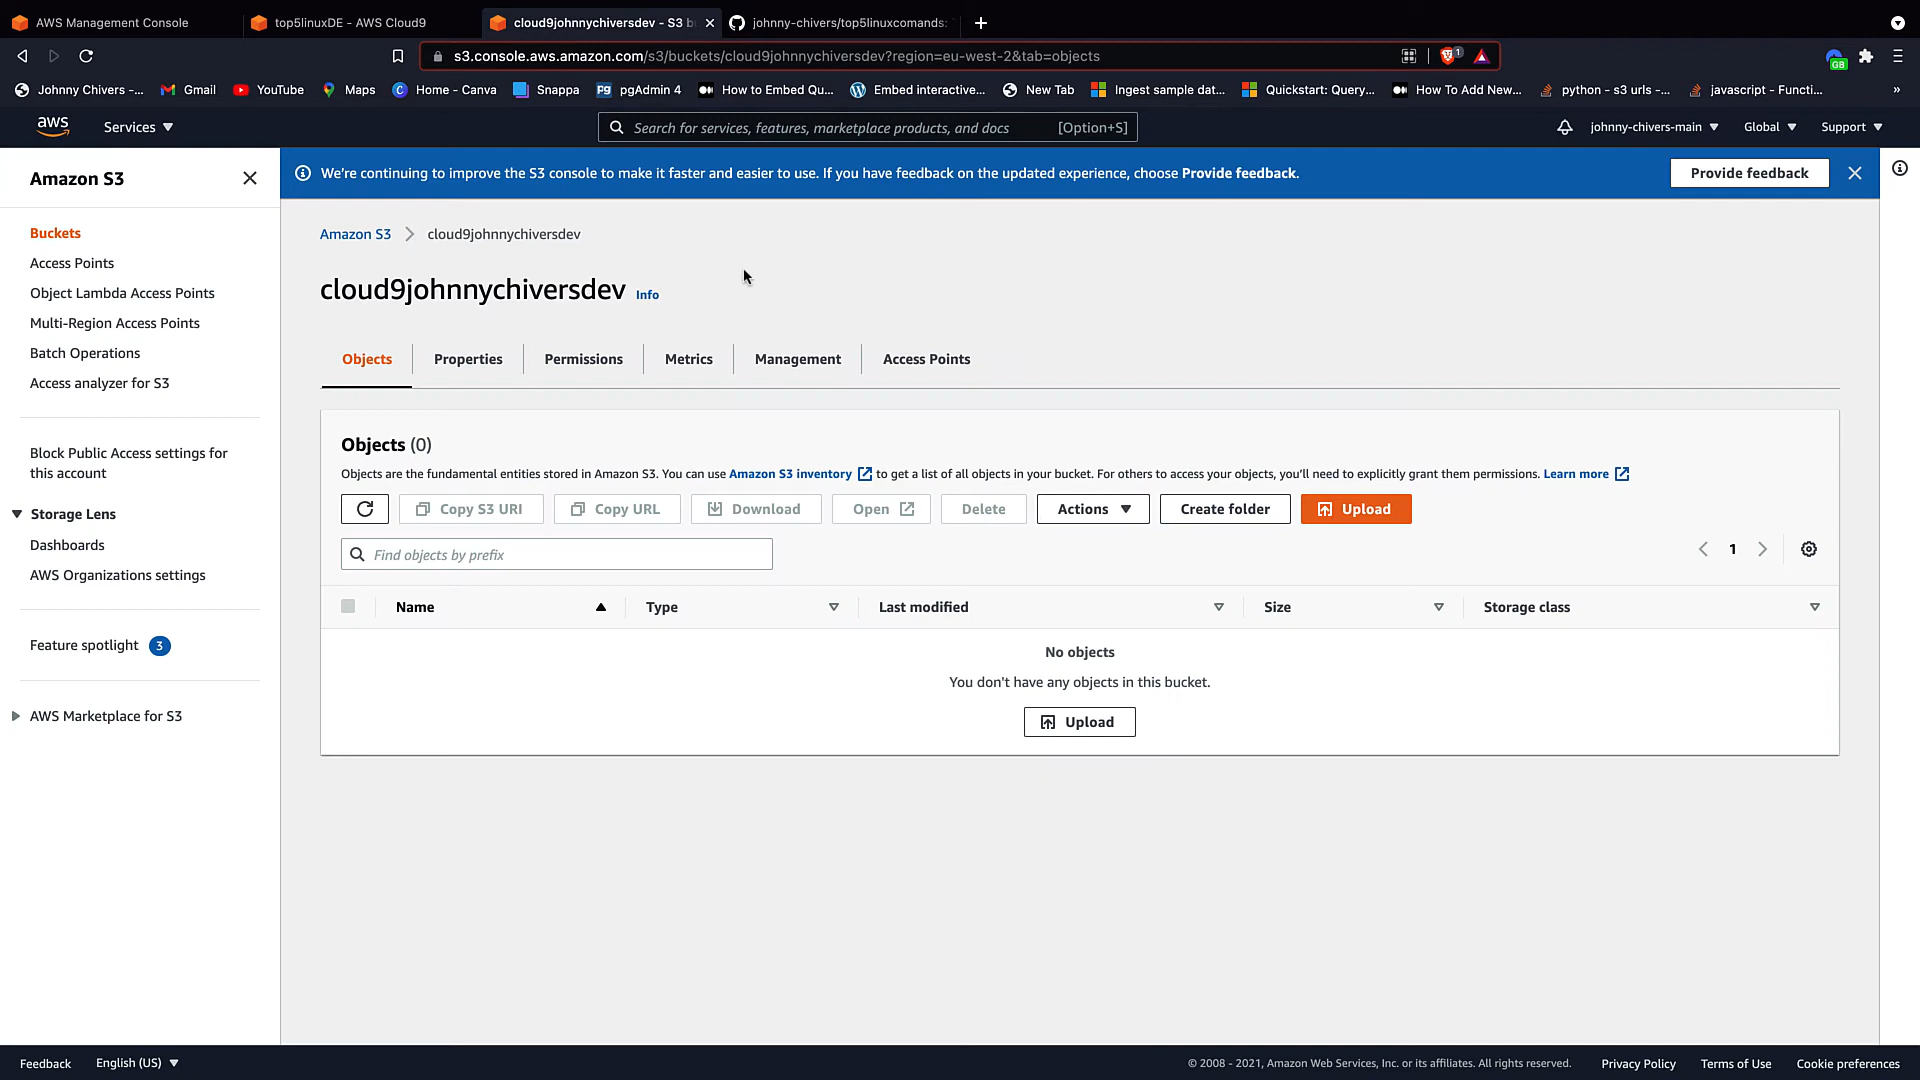 AWS Management Console
top5linuxDE - AWS Cloud9
cloud9johnnychiversdev - S3 b
johnny-chivers/top5linuxcomands:
s3.console.aws.amazon.com/s3/buckets/cloud9johnnychiversdev?region=eu-west-2&tab=objects
1
GB
Johnny Chivers -...
Gmail
YouTube
Maps
Home - Canva
Snappa
pgAdmin 4
How to Embed Qu...
Embed interactive...
New Tab
Ingest sample dat...
Quickstart: Query...
How To Add New...
python - s3 urls -...
javascript - Functi...
»
aws
Services
Search for services, features, marketplace products, and docs
[Option+S]
johnny-chivers-main
Global
Support
Amazon S3
Buckets
Access Points
Object Lambda Access Points
Multi-Region Access Points
Batch Operations
Access analyzer for S3
Block Public Access settings for
this account
Storage Lens
Dashboards
AWS Organizations settings
Feature spotlight 3
AWS Marketplace for S3
We're continuing to improve the S3 console to make it faster and easier to use. If you have feedback on the updated experience, choose Provide feedback.
Provide feedback
Amazon S3
cloud9johnnychiversdev
cloud9johnnychiversdev Info
Objects
Properties
Permissions
Metrics
Management
Access Points
Objects (0)
Objects are the fundamental entities stored in Amazon S3. You can use Amazon S3 inventory to get a list of all objects in your bucket. For others to access your objects, you'll need to explicitly grant them permissions. Learn more
Copy S3 URI
Copy URL
Download
Open
Delete
Actions
Create folder
Upload
Find objects by prefix
1
Name
Type
Last modified
Size
Storage class
No objects
You don't have any objects in this bucket.
Upload
Feedback
English (US)
© 2008 - 2021, Amazon Web Services, Inc. or its affiliates. All rights reserved.
Privacy Policy
Terms of Use
Cookie preferences